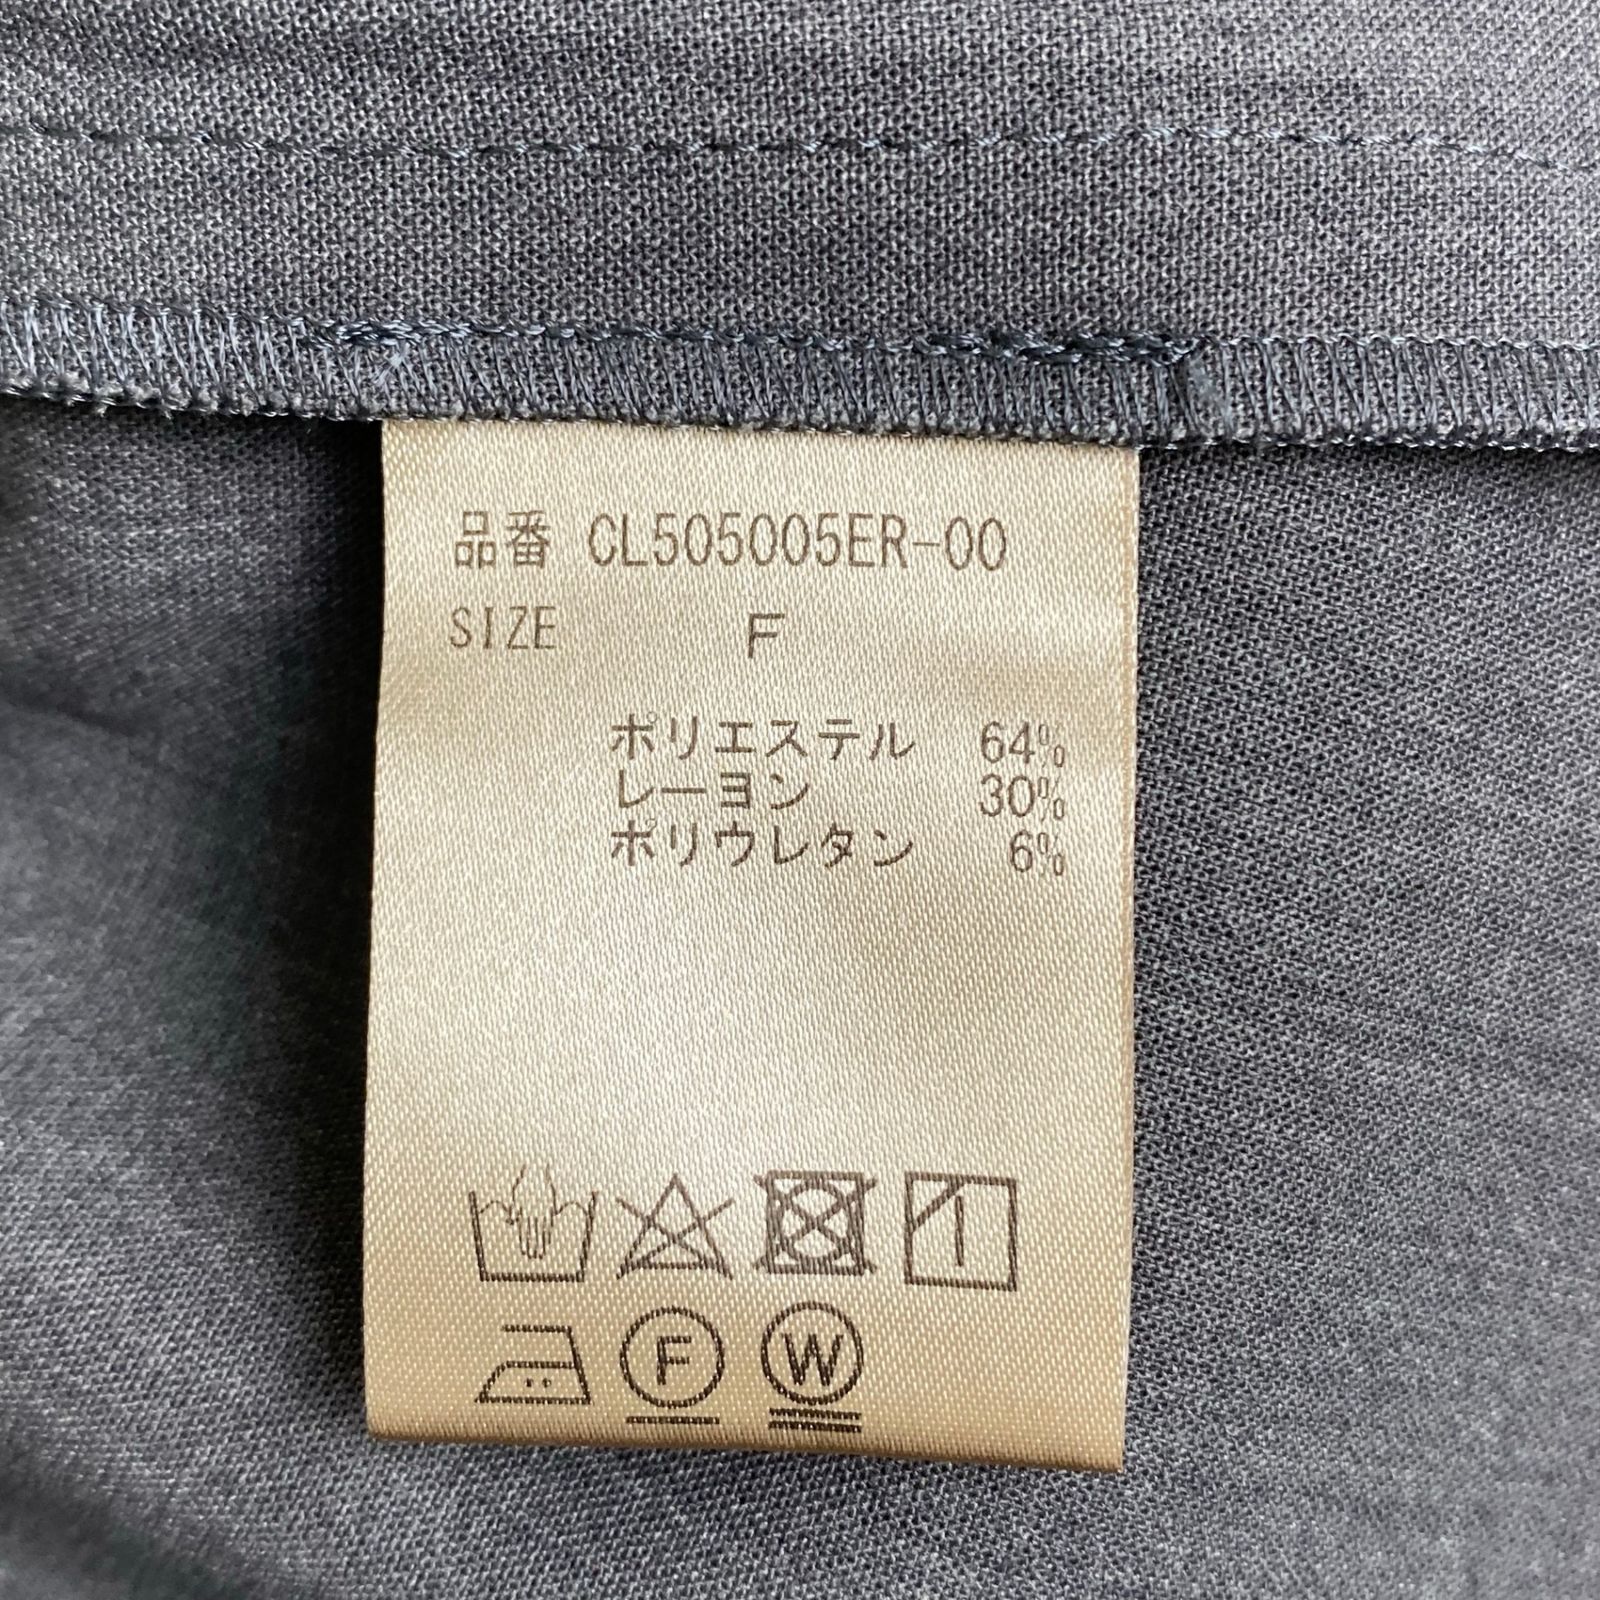 品番 CL505005ER-00
SIZE F
ポリエステル 64%
レーヨン 30%
ポリウレタン 6%
F W